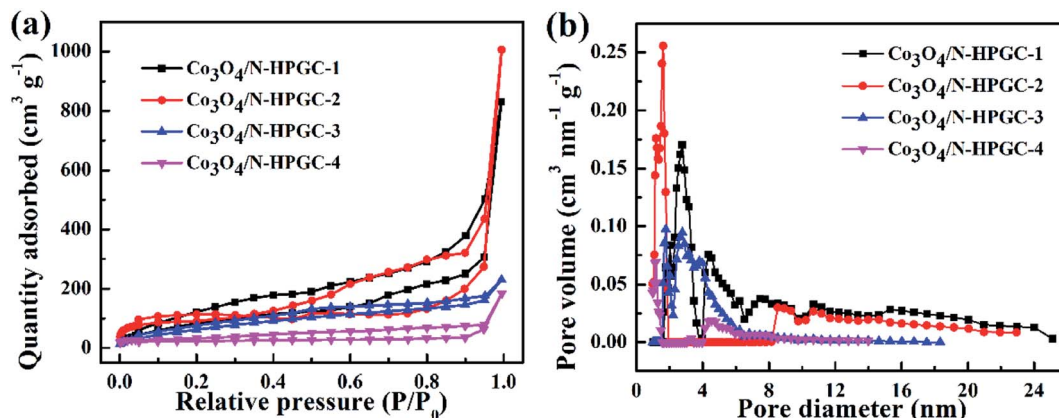 (a)
Quantity adsorbed (cm³ g⁻¹)
1000
800
600
400
200
0
Co₃O₄/N-HPGC-1
Co₃O₄/N-HPGC-2
Co₃O₄/N-HPGC-3
Co₃O₄/N-HPGC-4
0.0 0.2 0.4 0.6 0.8 1.0
Relative pressure (P/P₀)
(b)
Pore volume (cm³ nm⁻¹ g⁻¹)
0.25
0.20
0.15
0.10
0.05
0.00
Co₃O₄/N-HPGC-1
Co₃O₄/N-HPGC-2
Co₃O₄/N-HPGC-3
Co₃O₄/N-HPGC-4
0 4 8 12 16 20 24
Pore diameter (nm)